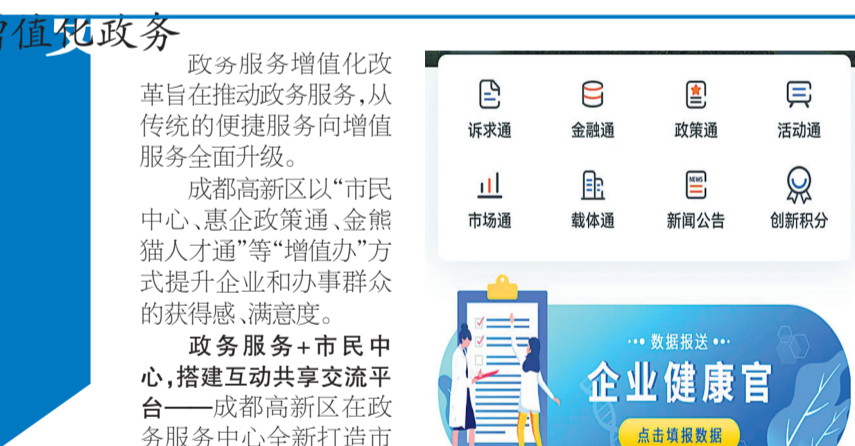 增值化政务
政务服务增值化改
革旨在推动政务服务,从
传统的便捷服务向增值
服务全面升级。
成都高新区以“市民
中心、惠企政策通、金熊
猫人才通”等“增值办”方
式提升企业和办事群众
的获得感、满意度。
政务服务+市民中
心,搭建互动共享交流平
台——成都高新区在政
务服务中心全新打造市
诉求通 金融通 政策通 活动通
NEWS
市场通 载体通 新闻公告 创新积分
数据报送
企业健康官
点击填报数据